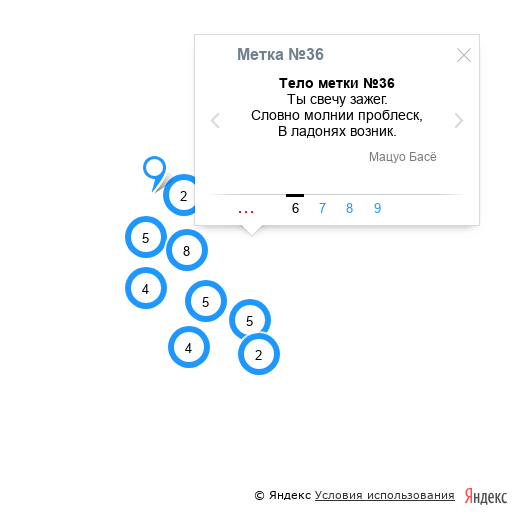 Метка №36
Тело метки №36
Ты свечу зажег.
Словно молнии проблеск,
В ладонях возник.
Мацуо Басё
... 6 7 8 9
2
5
8
4
5
5
4
2
© Яндекс Условия использования Яндекс